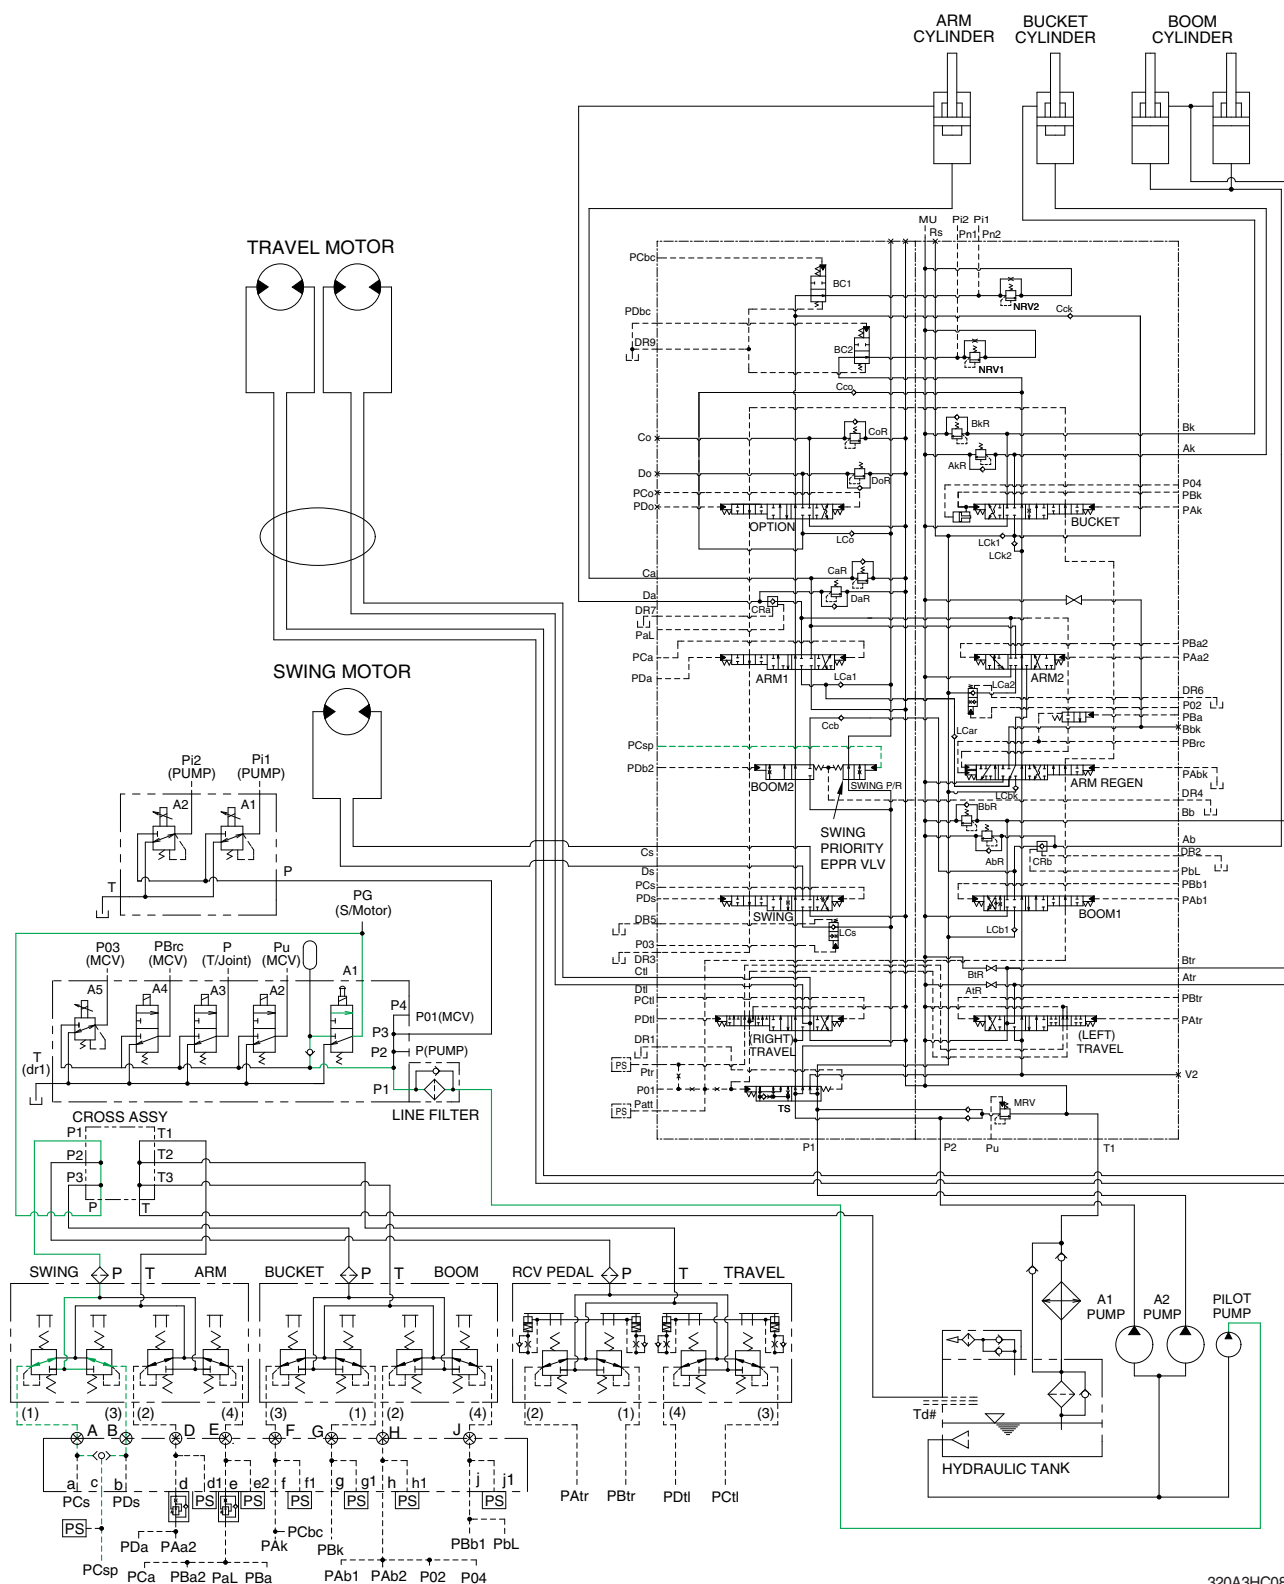 ARM
CYLINDER
BUCKET
CYLINDER
BOOM
CYLINDER
TRAVEL MOTOR
SWING MOTOR
MU
Rs
Pi2 Pi1
Pn1 Pn2
PCbc
BC1
NRV2
Cck
PDbc
DR9
BC2
NRV1
Cco
CoR
BkR
Bk
Co
Ak
AkR
Do
DoR
P04
PCo
PBk
PDo
PAk
OPTION
BUCKET
LCo
LCk1
LCk2
Ca
CaR
Da
DaR
DR7
CRa
PaL
PCa
PBa2
PAa2
PDa
ARM1
LCa1
ARM2
LCa2
DR6
P02
PBa
Ccb
LCar
Bbk
PCsp
PBrc
PDb2
PAbk
BOOM2
SWING P/R
ARM REGEN
LCbk
DR4
SWING
PRIORITY
EPPR VLV
BbR
Bb
AbR
CRb
Ab
DR2
PbL
Cs
Ds
PCs
PBb1
PDs
PAb1
SWING
BOOM1
DR5
LCs
LCb1
P03
DR3
Ctl
BtR
Btr
Dtl
AtR
Atr
PCtl
PBtr
PDtl
PAtr
DR1
(RIGHT)
TRAVEL
(LEFT)
TRAVEL
PS
Ptr
V2
P01
TS
Patt
PS
MRV
P1
P2
Pu
T1
Pi2
(PUMP)
Pi1
(PUMP)
A2
A1
T
P
PG
(S/Motor)
P03
(MCV)
PBrc
(MCV)
P
(T/Joint)
Pu
(MCV)
A5
A4
A3
A2
A1
P4
P01(MCV)
P3
P2
P(PUMP)
P1
T
(dr1)
LINE FILTER
CROSS ASSY
P1
T1
P2
T2
P3
T3
P
T
SWING
P
T
ARM
BUCKET
P
T
BOOM
RCV PEDAL
P
T
TRAVEL
(1) (3) (2) (4) (3) (1) (2) (4) (2) (1) (4) (3)
A B D E F G H J
a c b d d1 e e2 f f1 g g1 h h1 j j1
PCs PDs PS PS PS PS PS PS
PS
PCsp
PDa PAa2
PCa PBa2 PaL PBa
PAk PCbc
PBk
PAb1 PAb2 P02 P04
PBb1 PbL
PAtr PBtr PDtl PCtl
A1
PUMP
A2
PUMP
PILOT
PUMP
Td#
HYDRAULIC TANK
320A3HC08